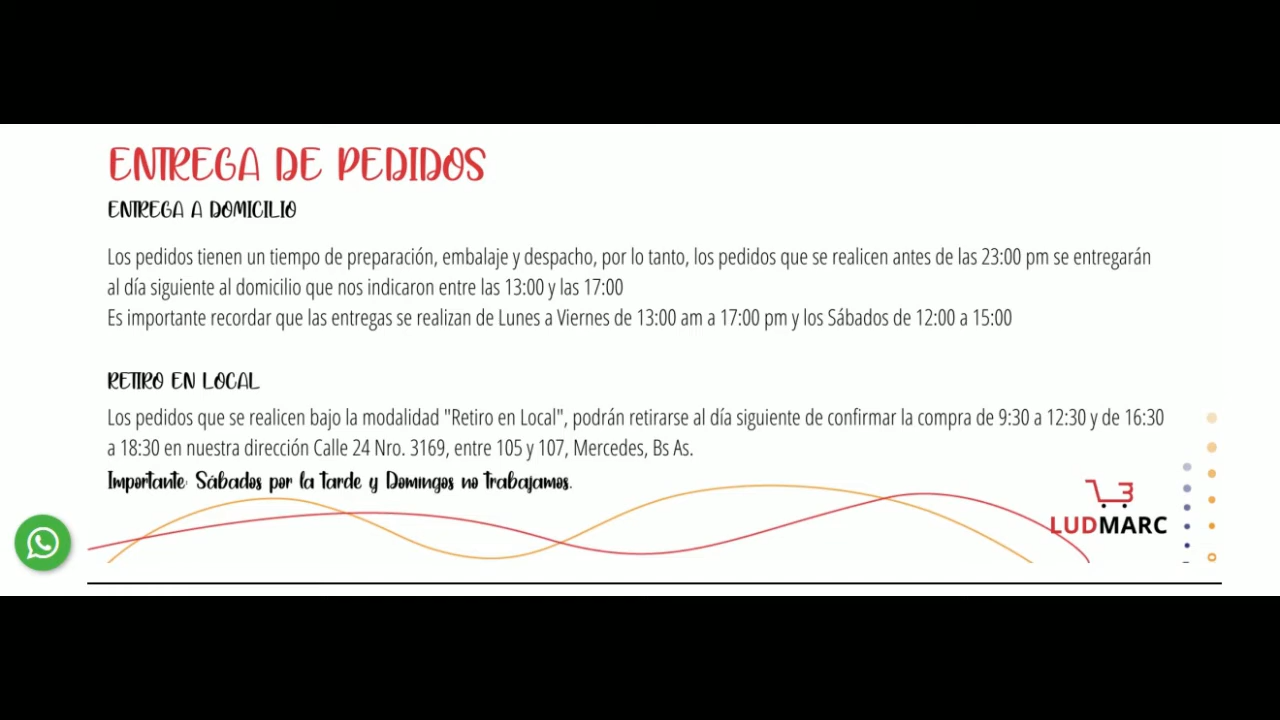 ENTREGA DE PEDIDOS
ENTREGA A DOMICILIO
Los pedidos tienen un tiempo de preparación, embalaje y despacho, por lo tanto, los pedidos que se realicen antes de las 23:00 pm se entregarán
al día siguiente al domicilio que nos indicaron entre las 13:00 y las 17:00
Es importante recordar que las entregas se realizan de Lunes a Viernes de 13:00 am a 17:00 pm y los Sábados de 12:00 a 15:00
RETIRO EN LOCAL
Los pedidos que se realicen bajo la modalidad "Retiro en Local", podrán retirarse al día siguiente de confirmar la compra de 9:30 a 12:30 y de 16:30
a 18:30 en nuestra dirección Calle 24 Nro. 3169, entre 105 y 107, Mercedes, Bs As.
Importante: Sábados por la tarde y Domingos no trabajamos.
LUDMARC